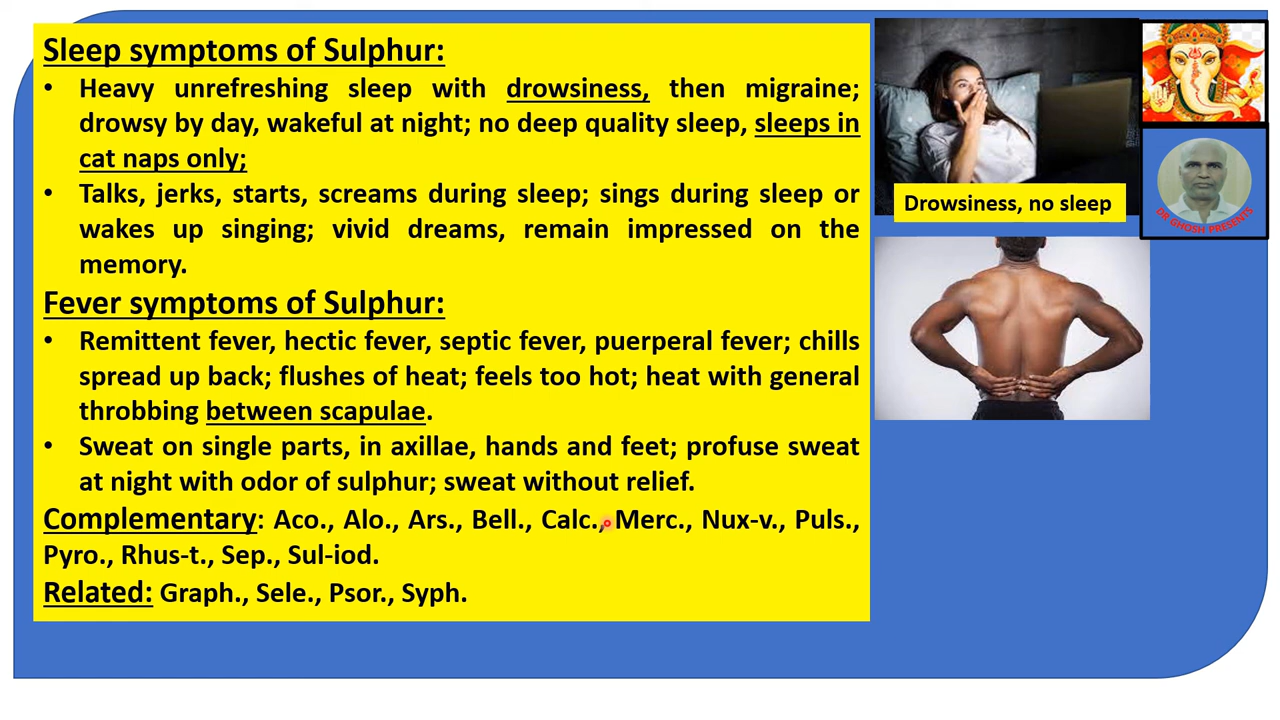 Sleep symptoms of Sulphur:
• Heavy unrefreshing sleep with drowsiness, then migraine;
drowsy by day, wakeful at night; no deep quality sleep, sleeps in
cat naps only;
• Talks, jerks, starts, screams during sleep; sings during sleep or
wakes up singing; vivid dreams, remain impressed on the
memory.
Fever symptoms of Sulphur:
• Remittent fever, hectic fever, septic fever, puerperal fever; chills
spread up back; flushes of heat; feels too hot; heat with general
throbbing between scapulae.
• Sweat on single parts, in axillae, hands and feet; profuse sweat
at night with odor of sulphur; sweat without relief.
Complementary: Aco., Alo., Ars., Bell., Calc., Merc., Nux-v., Puls.,
Pyro., Rhus-t., Sep., Sul-iod.
Related: Graph., Sele., Psor., Syph.
Drowsiness, no sleep
DR GHOSH PRESENTS